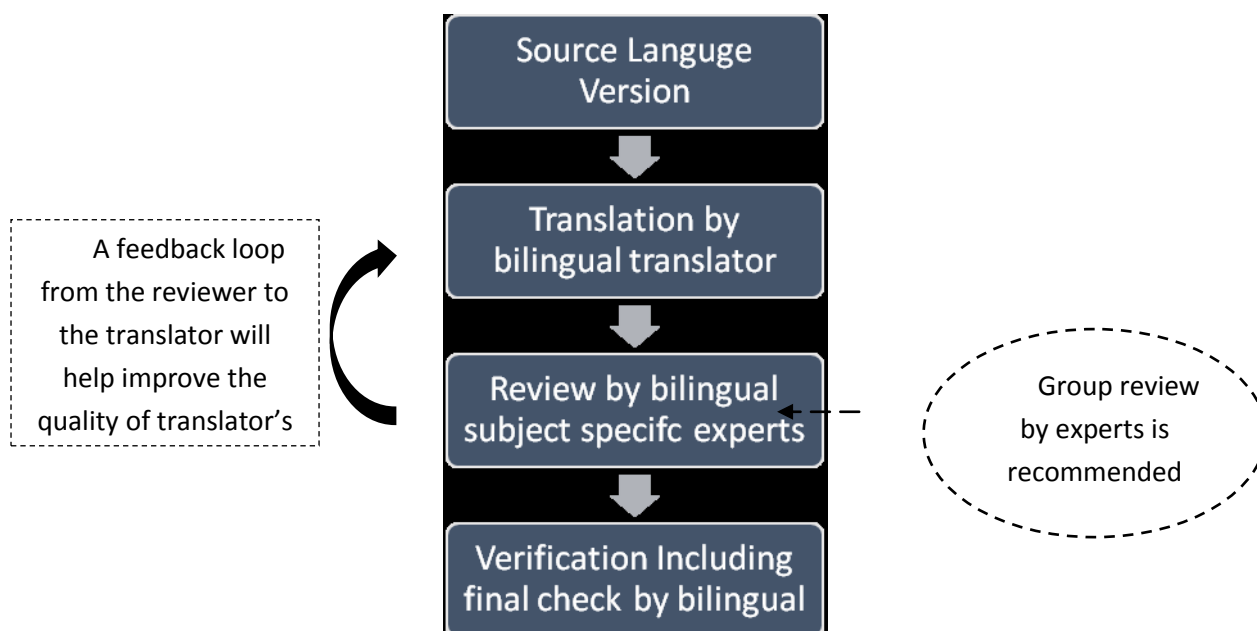 Source Languge
Version
Translation by
bilingual translator
A feedback loop
from the reviewer to
the translator will
help improve the
quality of translator's
Review by bilingual
subject specifc experts
Group review
by experts is
recommended
Verification Including
final check by bilingual